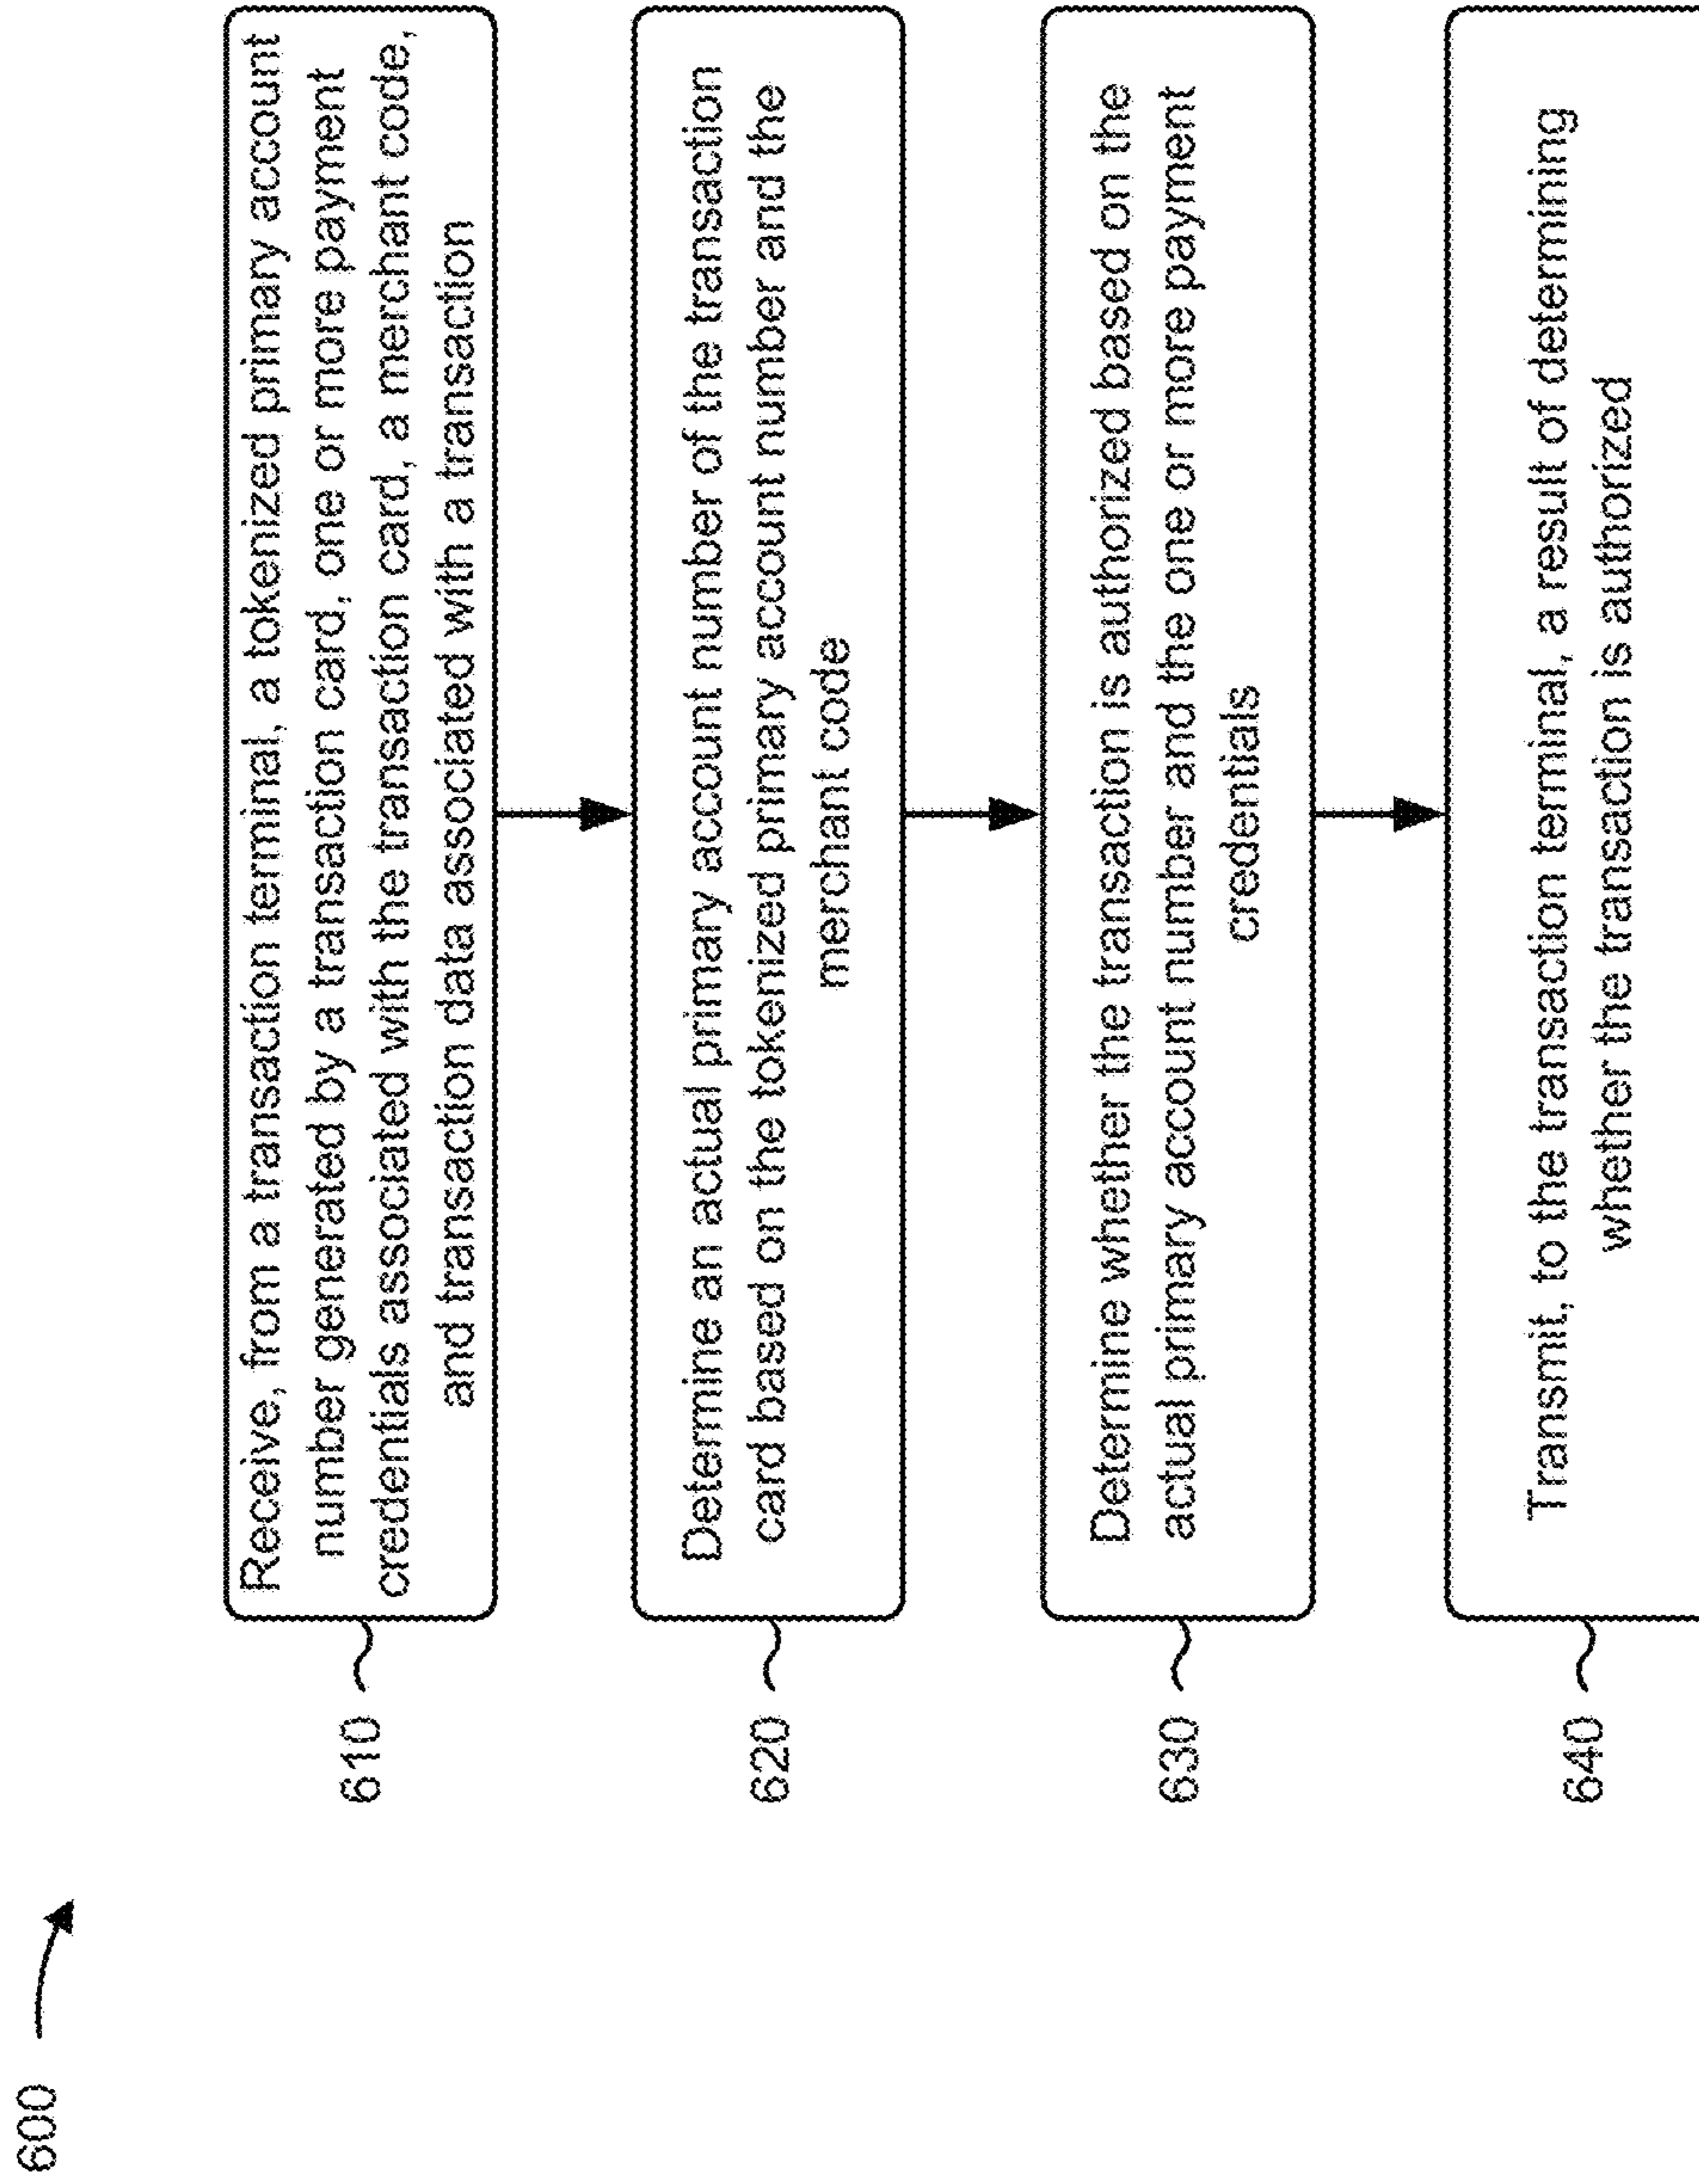 600
610
Receive, from a transaction terminal, a tokenized primary account
number generated by a transaction card, one or more payment
credentials associated with the transaction card, a merchant code,
and transaction data associated with a transaction
620
Determine an actual primary account number of the transaction
card based on the tokenized primary account number and the
merchant code
630
Determine whether the transaction is authorized based on the
actual primary account number and the one or more payment
credentials
640
Transmit, to the transaction terminal, a result of determining
whether the transaction is authorized